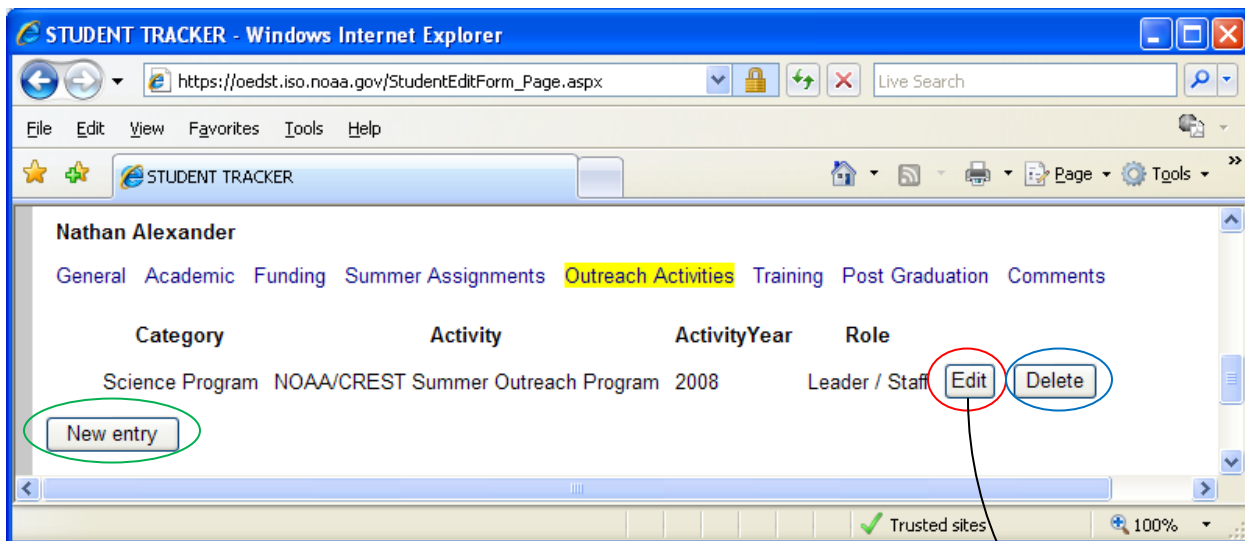 STUDENT TRACKER - Windows Internet Explorer
https://oedst.iso.noaa.gov/StudentEditForm_Page.aspx Live Search
File Edit View Favorites Tools Help
STUDENT TRACKER Page Tools
Nathan Alexander
General Academic Funding Summer Assignments Outreach Activities Training Post Graduation Comments
Category Activity ActivityYear Role
Science Program NOAA/CREST Summer Outreach Program 2008 Leader / Staff Edit Delete
New entry
Trusted sites 100%